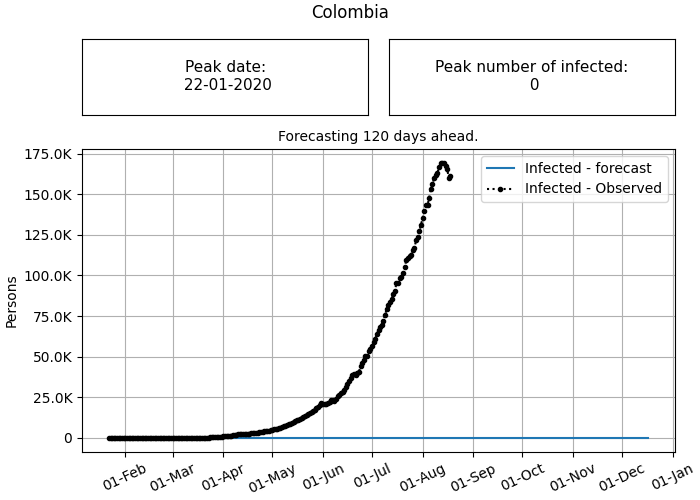 Colombia
Peak date:
22-01-2020
Peak number of infected:
0
Forecasting 120 days ahead.
175.0K
150.0K
125.0K
100.0K
75.0K
50.0K
25.0K
0
Persons
Infected - forecast
Infected - Observed
01-Feb
01-Mar
01-Apr
01-May
01-Jun
01-Jul
01-Aug
01-Sep
01-Oct
01-Nov
01-Dec
01-Jan